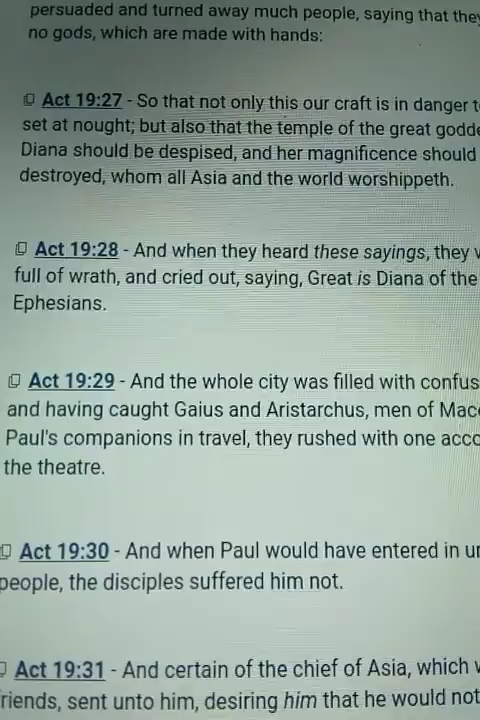 persuaded and turned away much people, saying that they
no gods, which are made with hands:
Act 19:27 - So that not only this our craft is in danger
set at nought; but also that the temple of the great
Diana should be despised, and her magnificence should
destroyed, whom all Asia and the world worshippeth.
Act 19:28 - And when they heard these sayings, they
full of wrath, and cried out, saying, Great is Diana of the
Ephesians.
Act 19:29 - And the whole city was filled with
and having caught Gaius and Aristarchus, men of
Paul's companions in travel, they rushed with one
the theatre.
Act 19:30 - And when Paul would have entered in
people, the disciples suffered him not.
Act 19:31 - And certain of the chief of Asia, which
riends, sent unto him, desiring him that he would not